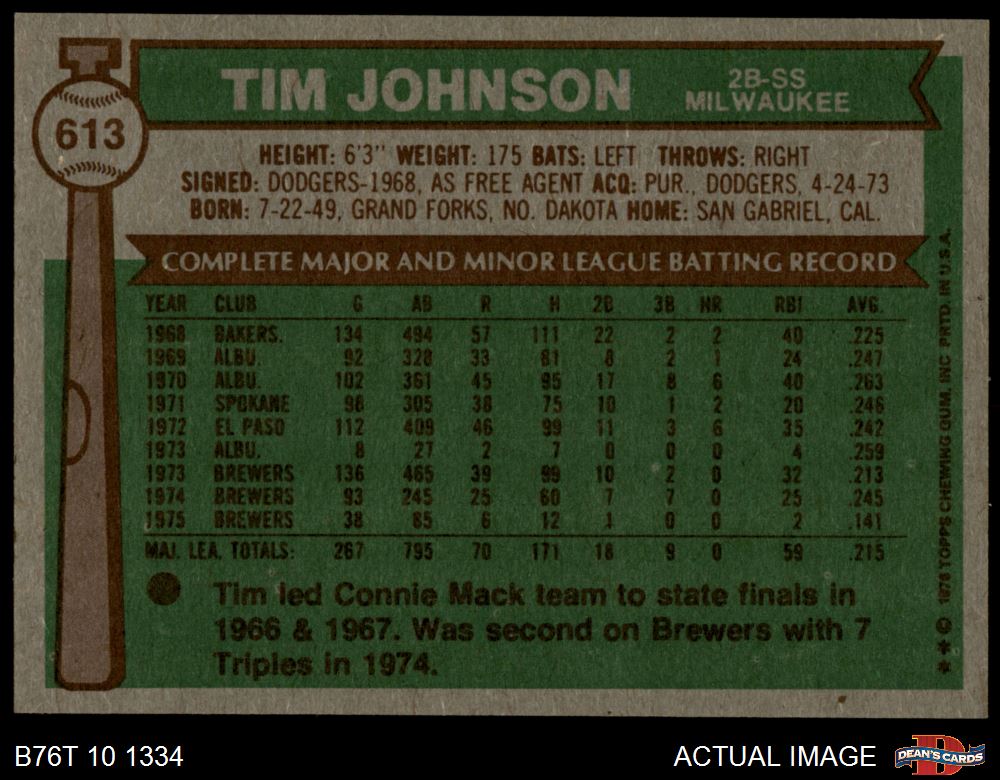 613
TIM JOHNSON
2B-SS
MILWAUKEE
HEIGHT: 6'3" WEIGHT: 175 BATS: LEFT THROWS: RIGHT
SIGNED: DODGERS-1968, AS FREE AGENT ACQ: PUR., DODGERS, 4-24-73
BORN: 7-22-49, GRAND FORKS, NO. DAKOTA HOME: SAN GABRIEL, CAL.
COMPLETE MAJOR AND MINOR LEAGUE BATTING RECORD
YEAR CLUB G AB R H 2B 3B HR RBI AVG.
1968 BAKERS. 134 494 57 111 22 2 2 40 .225
1969 ALBU. 92 328 33 81 8 2 1 24 .247
1970 ALBU. 102 361 45 95 17 8 6 40 .263
1971 SPOKANE 98 305 38 75 10 1 2 20 .246
1972 EL PASO 112 409 46 99 11 3 6 35 .242
1973 ALBU. 8 27 2 7 0 0 0 4 .259
1973 BREWERS 136 465 39 99 10 2 0 32 .213
1974 BREWERS 93 245 25 60 7 7 0 25 .245
1975 BREWERS 38 85 6 12 1 0 0 2 .141
MAJ. LEA. TOTALS: 267 795 70 171 18 9 0 59 .215
Tim led Connie Mack team to state finals in
1966 & 1967. Was second on Brewers with 7
Triples in 1974.
* * © 1976 TOPPS CHEWING GUM, INC. PRTD. IN U.S.A.
B76T 10 1334
ACTUAL IMAGE
DEAN'S CARDS